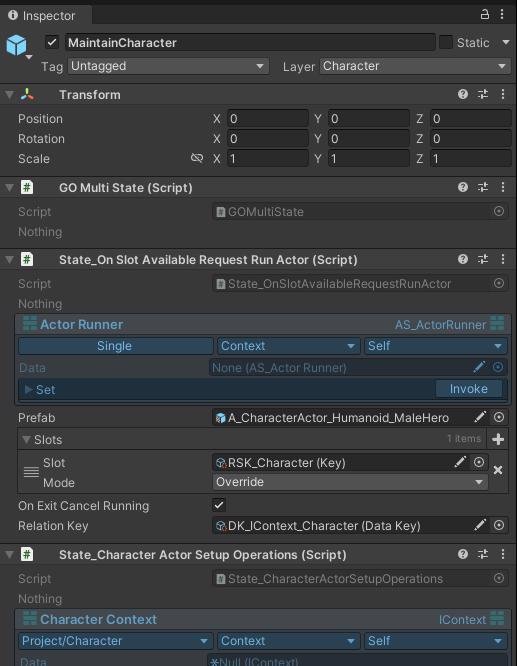 Inspector
MaintainCharacter Static
Tag Untagged Layer Character
Transform
Position X 0 Y 0 Z 0
Rotation X 0 Y 0 Z 0
Scale X 1 Y 1 Z 1
GO Multi State (Script)
Script GOMultiState
Nothing
State_On Slot Available Request Run Actor (Script)
Script State_OnSlotAvailableRequestRunActor
Nothing
Actor Runner AS_ActorRunner
Single Context Self
Data None (AS_Actor Runner)
Set Invoke
Prefab A_CharacterActor_Humanoid_MaleHero
Slots 1 items
Slot RSK_Character (Key)
Mode Override
On Exit Cancel Running
Relation Key DK_IContext_Character (Data Key)
State_Character Actor Setup Operations (Script)
Script State_CharacterActorSetupOperations
Nothing
Character Context IContext
Project/Character Context Self
Data Null (IContext)